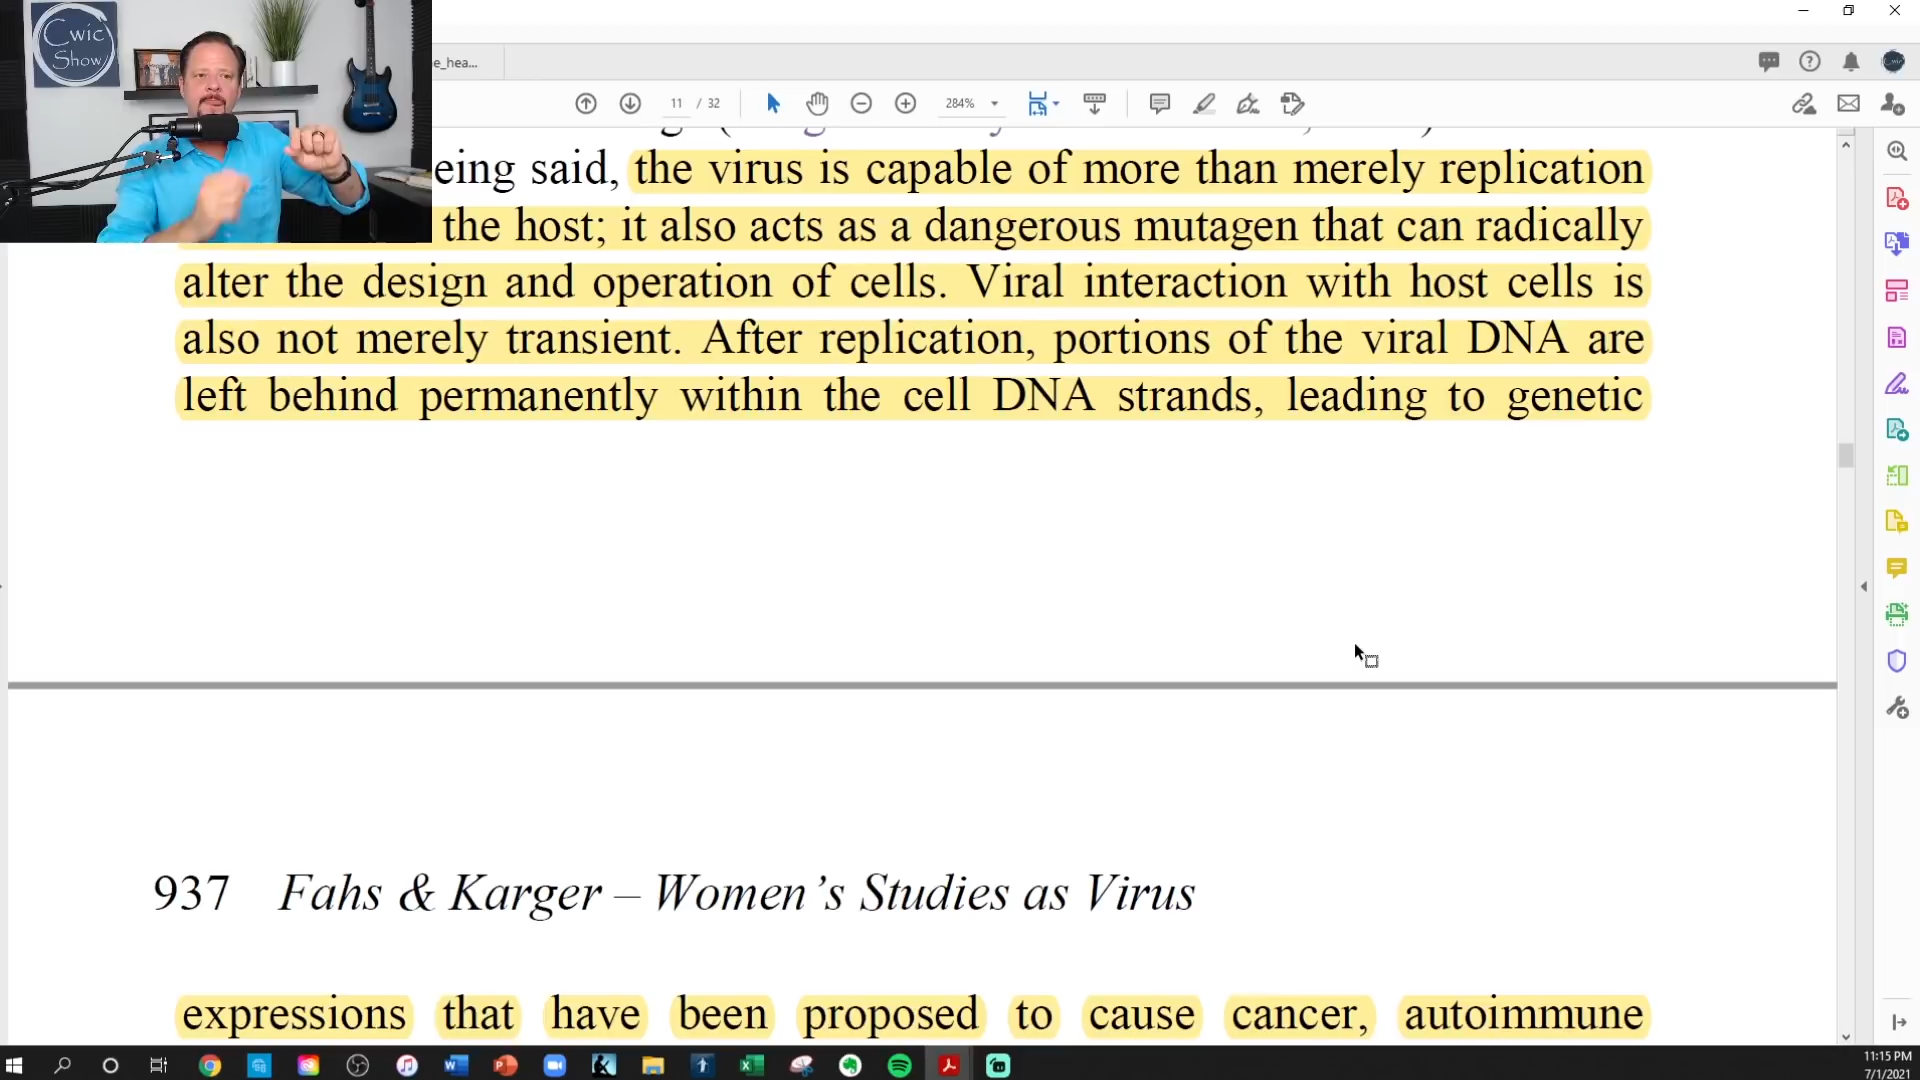 Cwic
Show
e_hea...
11 / 32
284%
eing said, the virus is capable of more than merely replication
the host; it also acts as a dangerous mutagen that can radically
alter the design and operation of cells. Viral interaction with host cells is
also not merely transient. After replication, portions of the viral DNA are
left behind permanently within the cell DNA strands, leading to genetic
937 Fahs & Karger – Women’s Studies as Virus
expressions that have been proposed to cause cancer, autoimmune
11:15 PM
7/1/2021